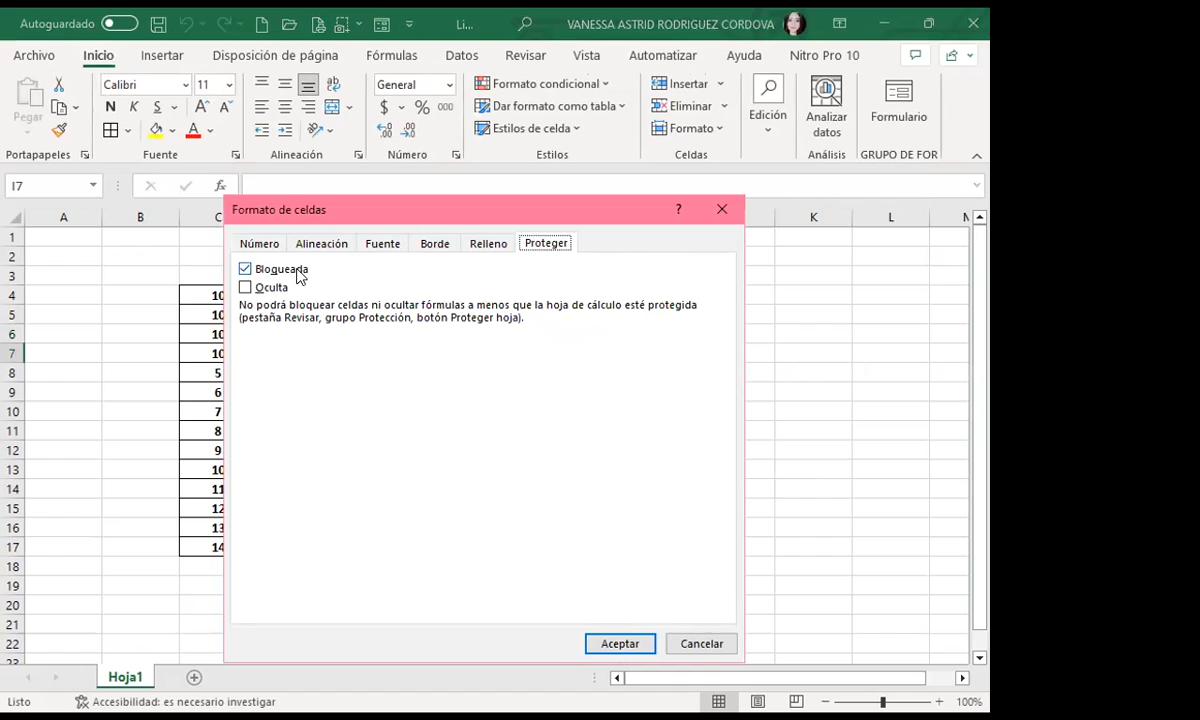 Autoguardado
Li...
VANESSA ASTRID RODRIGUEZ CORDOVA
Archivo
Inicio
Insertar
Disposición de página
Fórmulas
Datos
Revisar
Vista
Automatizar
Ayuda
Nitro Pro 10
Pegar
Calibri
11
N K S
General
$ % 000
Formato condicional
Dar formato como tabla
Estilos de celda
Insertar
Eliminar
Formato
Edición
Analizar datos
Formulario
Portapapeles
Fuente
Alineación
Número
Estilos
Celdas
Análisis
GRUPO DE FOR
I7
fx
Formato de celdas
?
Número
Alineación
Fuente
Borde
Relleno
Proteger
Bloqueada
Oculta
No podrá bloquear celdas ni ocultar fórmulas a menos que la hoja de cálculo esté protegida
(pestaña Revisar, grupo Protección, botón Proteger hoja).
Aceptar
Cancelar
A B C K L M
1
2
3
4 10
5 10
6 10
7 10
8 5
9 6
10 7
11 8
12 9
13 10
14 11
15 12
16 13
17 14
18
19
20
21
22
23
Hoja1
Listo
Accesibilidad: es necesario investigar
100%